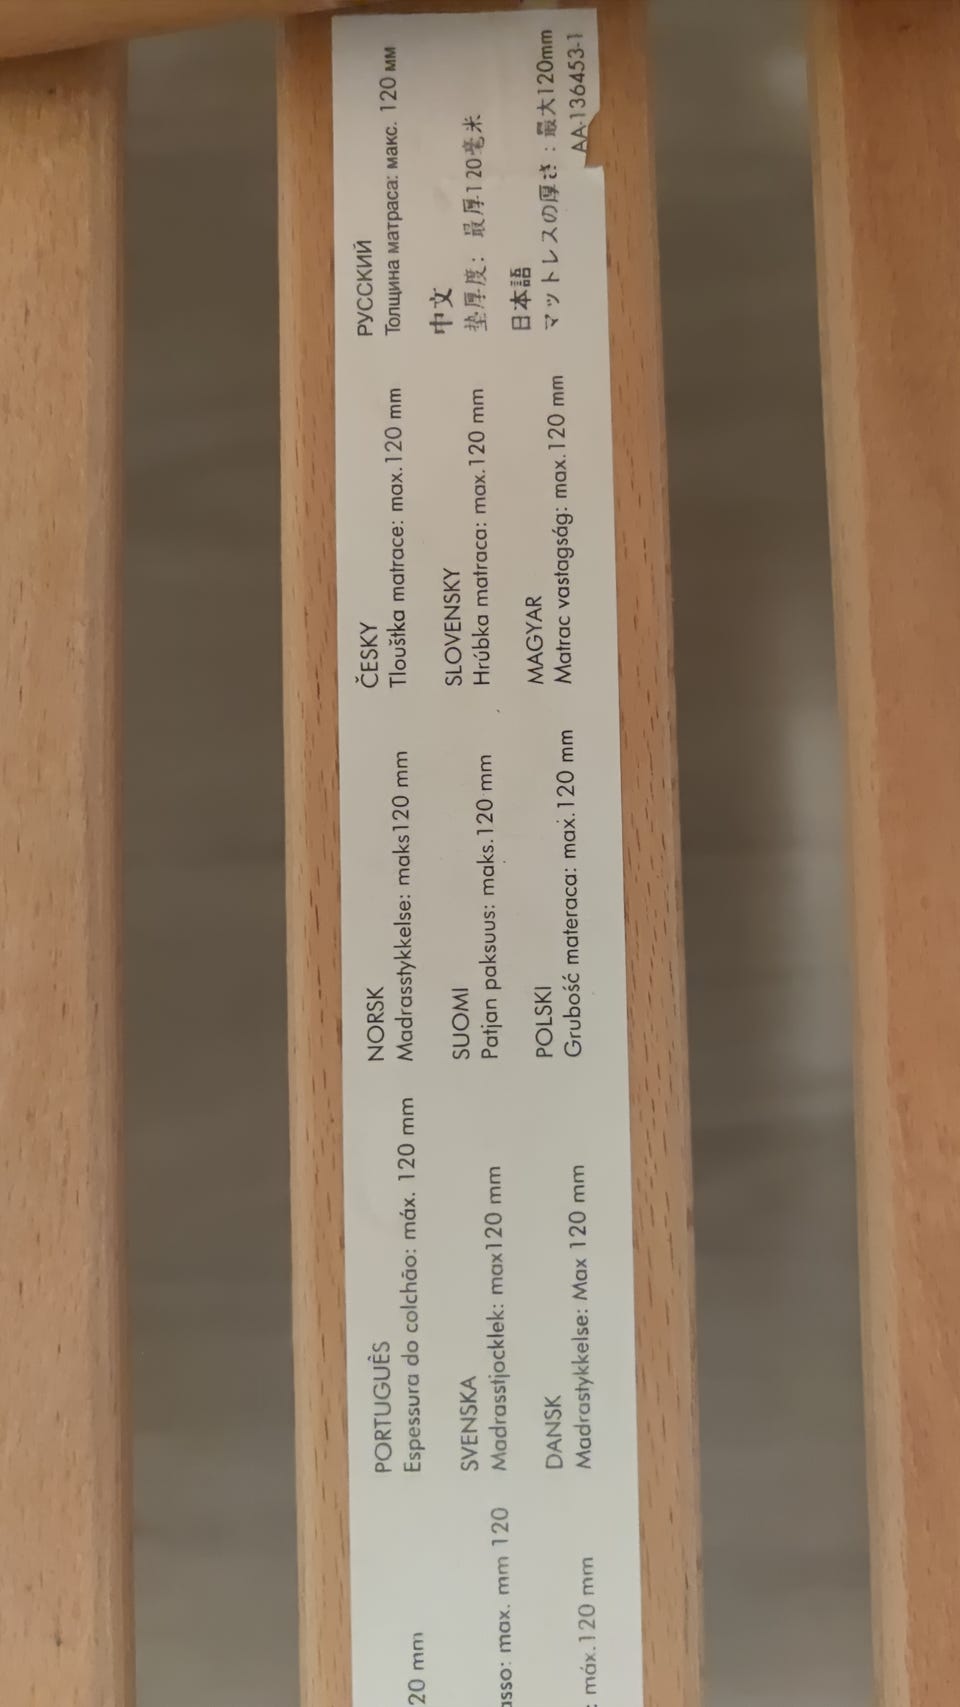 20 mm
asso: max. mm 120
: máx.120 mm
PORTUGUÊS
Espessura do colchão: máx. 120 mm
SVENSKA
Madrasstjocklek: max120 mm
DANSK
Madrastykkelse: Max 120 mm
NORSK
Madrasstykkelse: maks120 mm
SUOMI
Patjan paksuus: maks.120 mm
POLSKI
Grubość materaca: max.120 mm
ČESKY
Tlouštka matrace: max.120 mm
SLOVENSKY
Hrúbka matraca: max.120 mm
MAGYAR
Matrac vastagság: max.120 mm
РУССКИЙ
Толщина матраса: макс. 120 мм
中文
垫厚度： 最厚120毫米
日本語
マットレスの厚さ：最大120mm
AA-136453-1